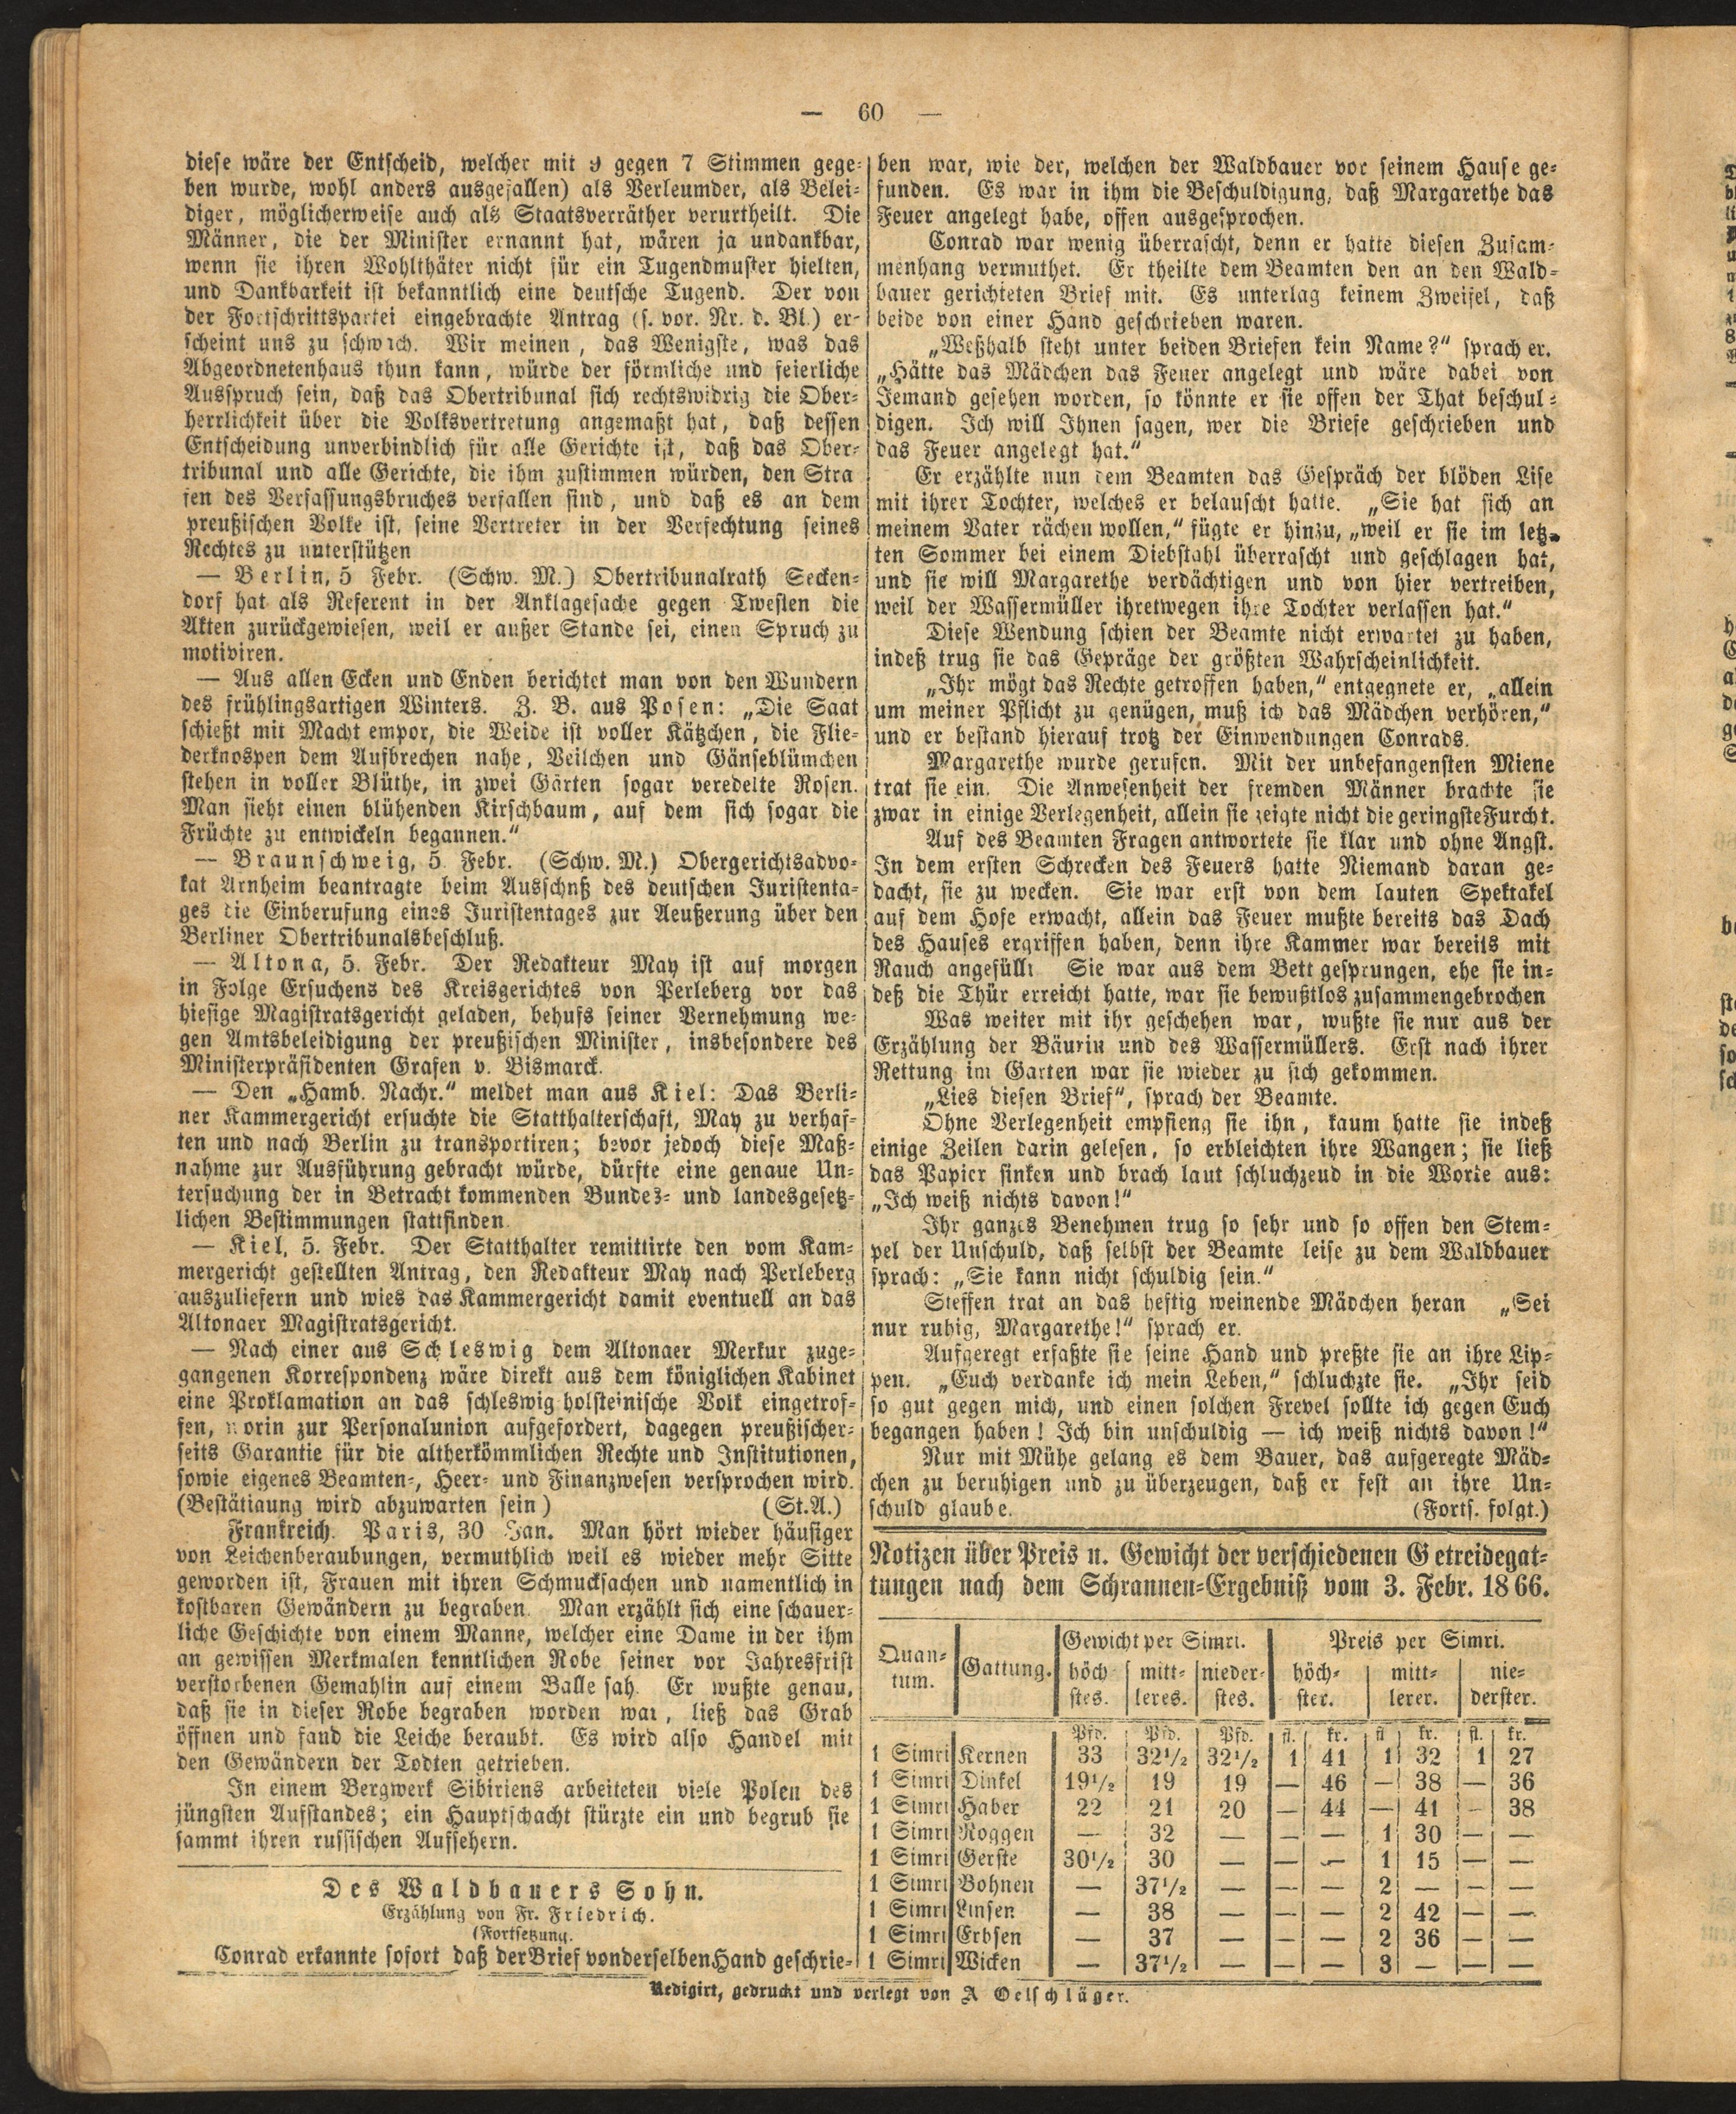 — 60 —
diese wäre der Entscheid, welcher mit 9 gegen 7 Stimmen gege-
ben wurde, wohl anders ausgefallen) als Verleumder, als Belei-
diger, möglicherweise auch als Staatsverräther verurtheilt. Die
Männer, die der Minister ernannt hat, wären ja undankbar,
wenn sie ihren Wohlthäter nicht für ein Tugendmuster hielten,
und Dankbarkeit ist bekanntlich eine deutsche Tugend. Der von
der Fortschrittspartei eingebrachte Antrag (s. vor. Nr. d. Bl.) er-
scheint uns zu schwach. Wir meinen, das Wenigste, was das
Abgeordnetenhaus thun kann, würde der förmliche und feierliche
Ausspruch sein, daß das Obertribunal sich rechtswidrig die Ober-
herrlichkeit über die Volksvertretung angemaßt hat, daß dessen
Entscheidung unverbindlich für alle Gerichte ist, daß das Ober-
tribunal und alle Gerichte, die ihm zustimmen würden, den Stra
fen des Verfassungsbruches verfallen sind, und daß es an dem
preußischen Volke ist, seine Vertreter in der Verfechtung seines
Rechtes zu unterstützen
— Berlin, 5 Febr. (Schw. M.) Obertribunalrath Secken-
dorf hat als Referent in der Anklagesache gegen Twesten die
Akten zurückgewiesen, weil er außer Stande sei, einen Spruch zu
motiviren.
— Aus allen Ecken und Enden berichtet man von den Wundern
des frühlingsartigen Winters. Z. B. aus Posen: „Die Saat
schießt mit Macht empor, die Weide ist voller Kätzchen, die Flie-
derknospen dem Aufbrechen nahe, Veilchen und Gänseblümchen
stehen in voller Blüthe, in zwei Gärten sogar veredelte Rosen.
Man sieht einen blühenden Kirschbaum, auf dem sich sogar die
Früchte zu entwickeln begannen.“
— Braunschweig, 5. Febr. (Schw. M.) Obergerichtsadvo-
kat Arnheim beantragte beim Ausschnß des deutschen Juristenta-
ges die Einberufung eines Juristentages zur Aeußerung über den
Berliner Obertribunalsbeschluß.
— Altona, 5. Febr. Der Redakteur May ist auf morgen
in Folge Ersuchens des Kreisgerichtes von Perleberg vor das
hiesige Magistratsgericht geladen, behufs seiner Vernehmung we-
gen Amtsbeleidigung der preußischen Minister, insbesondere des
Ministerpräsidenten Grafen v. Bismarck.
— Den „Hamb. Nachr.“ meldet man aus Kiel: Das Berli-
ner Kammergericht ersuchte die Statthalterschaft, May zu verhaf-
ten und nach Berlin zu transportiren; bevor jedoch diese Maß-
nahme zur Ausführung gebracht würde, dürfte eine genaue Un-
tersuchung der in Betracht kommenden Bundes- und landesgesetz-
lichen Bestimmungen stattfinden.
— Kiel, 5. Febr. Der Statthalter remittirte den vom Kam-
mergericht gestellten Antrag, den Redakteur May nach Perleberg
auszuliefern und wies das Kammergericht damit eventuell an das
Altonaer Magistratsgericht.
— Nach einer aus Schleswig dem Altonaer Merkur zuge-
gangenen Korrespondenz wäre direkt aus dem königlichen Kabinet
eine Proklamation an das schleswig holsteinische Volk eingetrof-
fen, worin zur Personalunion aufgefordert, dagegen preußischer-
seits Garantie für die altherkömmlichen Rechte und Institutionen,
sowie eigenes Beamten-, Heer- und Finanzwesen versprochen wird.
(Bestätigung wird abzuwarten sein) (St.A.)
Frankreich. Paris, 30 Jan. Man hört wieder häufiger
von Leichenberaubungen, vermuthlich weil es wieder mehr Sitte
geworden ist, Frauen mit ihren Schmucksachen und namentlich in
kostbaren Gewändern zu begraben. Man erzählt sich eine schauer-
liche Geschichte von einem Manne, welcher eine Dame in der ihm
an gewissen Merkmalen kenntlichen Robe seiner vor Jahresfrist
verstorbenen Gemahlin auf einem Balle sah. Er wußte genau,
daß sie in dieser Robe begraben worden war, ließ das Grab
öffnen und fand die Leiche beraubt. Es wird also Handel mit
den Gewändern der Todten getrieben.
In einem Bergwerk Sibiriens arbeiteten viele Polen des
jüngsten Aufstandes; ein Hauptschacht stürzte ein und begrub sie
sammt ihren russischen Aufsehern.
Des Waldbauers Sohn.
Erzählung von Fr. Friedrich.
(Fortsetzung.
Conrad erkannte sofort daß der Brief von derselben Hand geschrie-
ben war, wie der, welchen der Waldbauer vor seinem Hause ge-
funden. Es war in ihm die Beschuldigung, daß Margarethe das
Feuer angelegt habe, offen ausgesprochen.
Conrad war wenig überrascht, denn er hatte diesen Zusam-
menhang vermuthet. Er theilte dem Beamten den an den Wald-
bauer gerichteten Brief mit. Es unterlag keinem Zweifel, daß
beide von einer Hand geschrieben waren.
„Weßhalb steht unter beiden Briefen kein Name?“ sprach er.
„Hätte das Mädchen das Feuer angelegt und wäre dabei von
Jemand gesehen worden, so könnte er sie offen der That beschul-
digen. Ich will Ihnen sagen, wer die Briefe geschrieben und
das Feuer angelegt hat.“
Er erzählte nun dem Beamten das Gespräch der blöden Lise
mit ihrer Tochter, welches er belauscht hatte. „Sie hat sich an
meinem Vater rächen wollen,“ fügte er hinzu, „weil er sie im letz-
ten Sommer bei einem Diebstahl überrascht und geschlagen hat,
und sie will Margarethe verdächtigen und von hier vertreiben,
weil der Wassermüller ihretwegen ihre Tochter verlassen hat.“
Diese Wendung schien der Beamte nicht erwartet zu haben,
indeß trug sie das Gepräge der größten Wahrscheinlichkeit.
„Ihr mögt das Rechte getroffen haben,“ entgegnete er, „allein
um meiner Pflicht zu genügen, muß ich das Mädchen verhören,“
und er bestand hierauf trotz der Einwendungen Conrads.
Margarethe wurde gerufen. Mit der unbefangensten Miene
trat sie ein. Die Anwesenheit der fremden Männer brachte sie
zwar in einige Verlegenheit, allein sie zeigte nicht die geringste Furcht.
Auf des Beamten Fragen antwortete sie klar und ohne Angst.
In dem ersten Schrecken des Feuers hatte Niemand daran ge-
dacht, sie zu wecken. Sie war erst von dem lauten Spektakel
auf dem Hofe erwacht, allein das Feuer mußte bereits das Dach
des Hauses ergriffen haben, denn ihre Kammer war bereits mit
Rauch angefüllt Sie war aus dem Bett gesprungen, ehe sie in-
deß die Thür erreicht hatte, war sie bewußtlos zusammengebrochen
Was weiter mit ihr geschehen war, wußte sie nur aus der
Erzählung der Bäurin und des Wassermüllers. Erst nach ihrer
Rettung im Garten war sie wieder zu sich gekommen.
„Lies diesen Brief“, sprach der Beamte.
Ohne Verlegenheit empfieng sie ihn, kaum hatte sie indeß
einige Zeilen darin gelesen, so erbleichten ihre Wangen; sie ließ
das Papier sinken und brach laut schluchzend in die Worte aus:
„Ich weiß nichts davon!“
Ihr ganzes Benehmen trug so sehr und so offen den Stem-
pel der Unschuld, daß selbst der Beamte leise zu dem Waldbauer
sprach: „Sie kann nicht schuldig sein.“
Steffen trat an das heftig weinende Mädchen heran „Sei
nur ruhig, Margarethe!“ sprach er.
Aufgeregt erfaßte sie seine Hand und preßte sie an ihre Lip-
pen. „Euch verdanke ich mein Leben,“ schluchzte sie. „Ihr seid
so gut gegen mich, und einen solchen Frevel sollte ich gegen Euch
begangen haben! Ich bin unschuldig — ich weiß nichts davon!“
Nur mit Mühe gelang es dem Bauer, das aufgeregte Mäd-
chen zu beruhigen und zu überzeugen, daß er fest an ihre Un-
schuld glaube. (Forts. folgt.)
Notizen über Preis u. Gewicht der verschiedenen Getreidegat-
tungen nach dem Schrannen-Ergebniß vom 3. Febr. 1866.
Quan- Gattung. Gewicht per Simri. Preis per Simri.
tum. höch- mitt- nieder- höch- mitt- nie-
stes. leres. stes. ster. lerer. derster.
Pfd. Pfd. Pfd. fl. kr. fl. kr. fl. kr.
1 Simri Kernen 33 32 1/2 32 1/2 1 41 1 32 1 27
1 Simri Dinkel 19 1/2 19 19 — 46 — 38 — 36
1 Simri Haber 22 21 20 — 44 — 41 — 38
1 Simri Roggen — 32 — — — 1 30 — —
1 Simri Gerste 30 1/2 30 — — — 1 15 — —
1 Simri Bohnen — 37 1/2 — — — 2 — — —
1 Simri Linsen — 38 — — — 2 42 — —
1 Simri Erbsen — 37 — — — 2 36 — —
1 Simri Wicken — 37 1/2 — — — 3 — — —
Redigirt, gedruckt und verlegt von A Oelschläger.